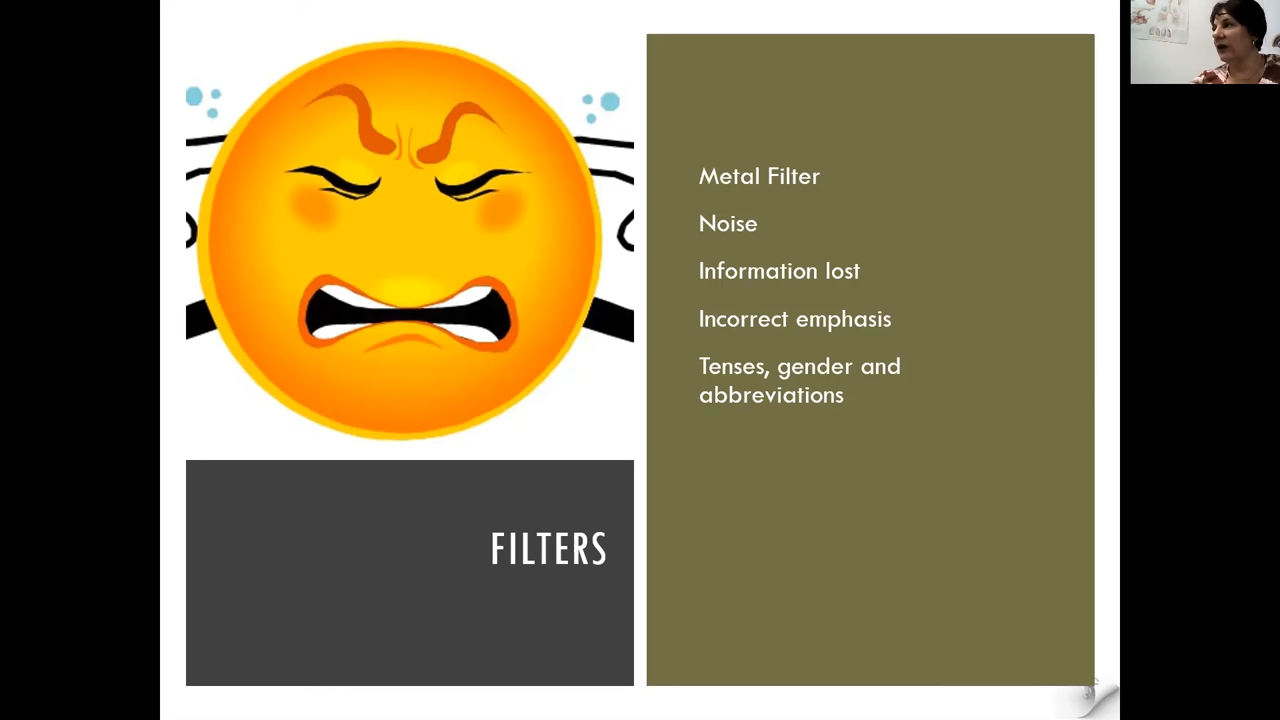 Metal Filter
Noise
Information lost
Incorrect emphasis
Tenses, gender and
abbreviations
FILTERS